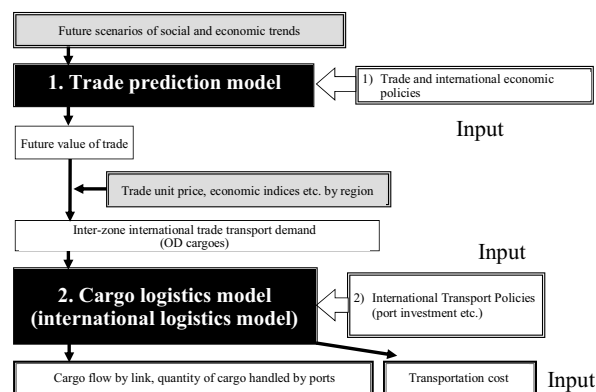 Future scenarios of social and economic trends
1. Trade prediction model
1) Trade and international economic
policies
Input
Future value of trade
Trade unit price, economic indices etc. by region
Inter-zone international trade transport demand
(OD cargoes)
Input
2. Cargo logistics model
(international logistics model)
2) International Transport Policies
(port investment etc.)
Cargo flow by link, quantity of cargo handled by ports
Transportation cost
Input